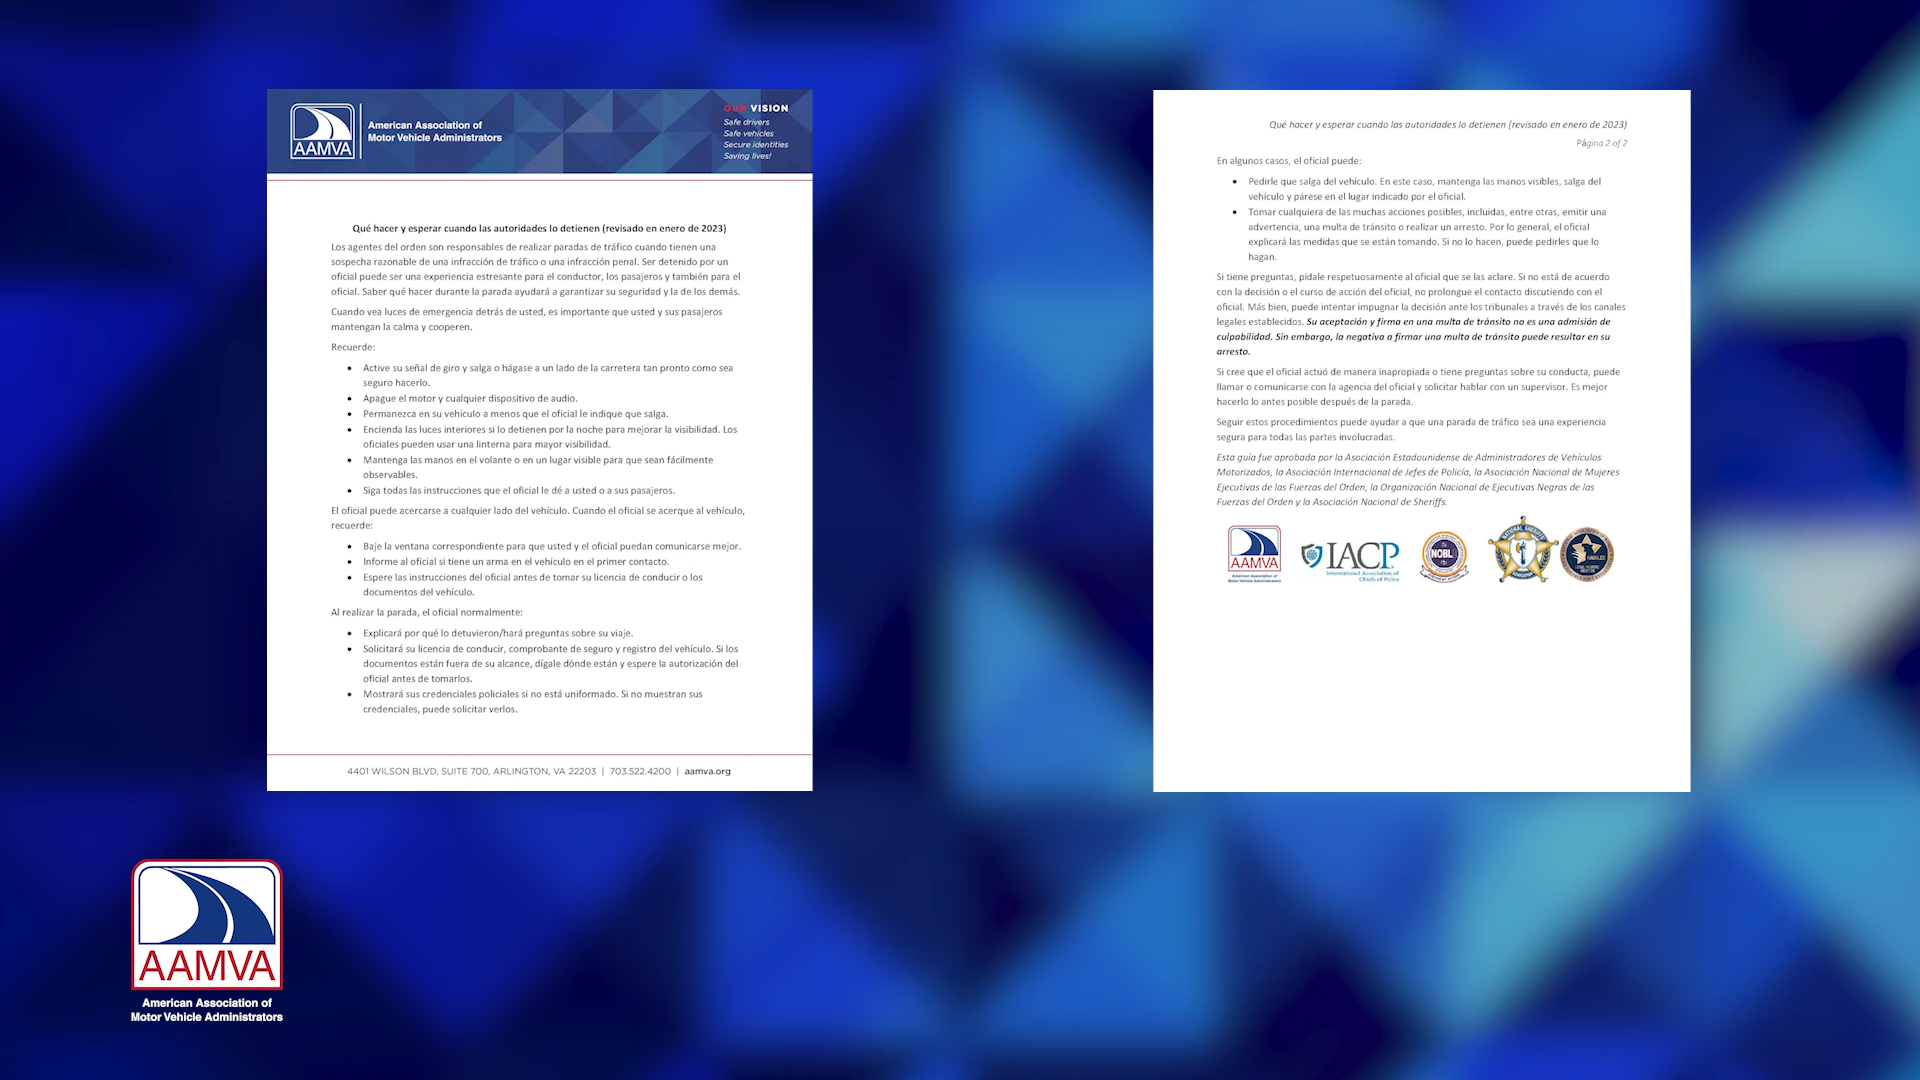 AAMVA
American Association of
Motor Vehicle Administrators
OUR VISION
Safe drivers
Safe vehicles
Secure identities
Saving lives!
Qué hacer y esperar cuando las autoridades lo detienen (revisado en enero de 2023)
Los agentes del orden son responsables de realizar paradas de tráfico cuando tienen una
sospecha razonable de una infracción de tráfico o una infracción penal. Ser detenido por un
oficial puede ser una experiencia estresante para el conductor, los pasajeros y también para el
oficial. Saber qué hacer durante la parada ayudará a garantizar su seguridad y la de los demás.
Cuando vea luces de emergencia detrás de usted, es importante que usted y sus pasajeros
mantengan la calma y cooperen.
Recuerde:
• Active su señal de giro y salga o hágase a un lado de la carretera tan pronto como sea
seguro hacerlo.
• Apague el motor y cualquier dispositivo de audio.
• Permanezca en su vehículo a menos que el oficial le indique que salga.
• Encienda las luces interiores si lo detienen por la noche para mejorar la visibilidad. Los
oficiales pueden usar una linterna para mayor visibilidad.
• Mantenga las manos en el volante o en un lugar visible para que sean fácilmente
observables.
• Siga todas las instrucciones que el oficial le dé a usted o a sus pasajeros.
El oficial puede acercarse a cualquier lado del vehículo. Cuando el oficial se acerque al vehículo,
recuerde:
• Baje la ventana correspondiente para que usted y el oficial puedan comunicarse mejor.
• Informe al oficial si tiene un arma en el vehículo en el primer contacto.
• Espere las instrucciones del oficial antes de tomar su licencia de conducir o los
documentos del vehículo.
Al realizar la parada, el oficial normalmente:
• Explicará por qué lo detuvieron/hará preguntas sobre su viaje.
• Solicitará su licencia de conducir, comprobante de seguro y registro del vehículo. Si los
documentos están fuera de su alcance, dígale dónde están y espere la autorización del
oficial antes de tomarlos.
• Mostrará sus credenciales policiales si no está uniformado. Si no muestran sus
credenciales, puede solicitar verlos.
4401 WILSON BLVD, SUITE 700, ARLINGTON, VA 22203 | 703.522.4200 | aamva.org
Qué hacer y esperar cuando las autoridades lo detienen (revisado en enero de 2023)
Página 2 of 2
En algunos casos, el oficial puede:
• Pedirle que salga del vehículo. En este caso, mantenga las manos visibles, salga del
vehículo y párese en el lugar indicado por el oficial.
• Tomar cualquiera de las muchas acciones posibles, incluidas, entre otras, emitir una
advertencia, una multa de tránsito o realizar un arresto. Por lo general, el oficial
explicará las medidas que se están tomando. Si no lo hacen, puede pedirles que lo
hagan.
Si tiene preguntas, pídale respetuosamente al oficial que se las aclare. Si no está de acuerdo
con la decisión o el curso de acción del oficial, no prolongue el contacto discutiendo con el
oficial. Más bien, puede intentar impugnar la decisión ante los tribunales a través de los canales
legales establecidos. Su aceptación y firma en una multa de tránsito no es una admisión de
culpabilidad. Sin embargo, la negativa a firmar una multa de tránsito puede resultar en su
arresto.
Si cree que el oficial actuó de manera inapropiada o tiene preguntas sobre su conducta, puede
llamar o comunicarse con la agencia del oficial y solicitar hablar con un supervisor. Es mejor
hacerlo lo antes posible después de la parada.
Seguir estos procedimientos puede ayudar a que una parada de tráfico sea una experiencia
segura para todas las partes involucradas.
Esta guía fue aprobada por la Asociación Estadounidense de Administradores de Vehículos
Motorizados, la Asociación Internacional de Jefes de Policía, la Asociación Nacional de Mujeres
Ejecutivas de las Fuerzas del Orden, la Organización Nacional de Ejecutivas Negras de las
Fuerzas del Orden y la Asociación Nacional de Sheriffs.
AAMVA
American Association of
Motor Vehicle Administrators
IACP
International Association of
Chiefs of Police
NOBL
NATIONAL SHERIFFS'
ASSOCIATION
AAMVA
American Association of
Motor Vehicle Administrators